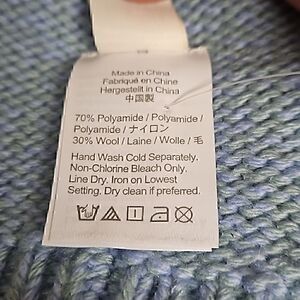 Made in China
Fabriqué en Chine
Hergestellt in China
中国製
70% Polyamide / Polyamide /
Polyamide / ナイロン
30% Wool / Laine / Wolle / 毛
Hand Wash Cold Separately.
Non-Chlorine Bleach Only.
Line Dry. Iron on Lowest
Setting. Dry clean if preferred.